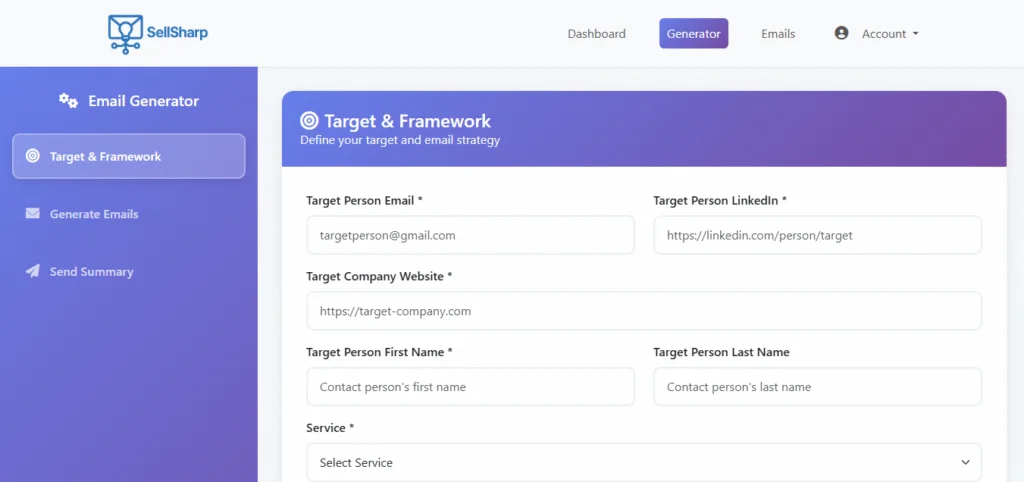 SellSharp
Dashboard Generator Emails Account
Email Generator
Target & Framework
Generate Emails
Send Summary
Target & Framework
Define your target and email strategy
Target Person Email * Target Person LinkedIn *
targetperson@gmail.com https://linkedin.com/person/target
Target Company Website *
https://target-company.com
Target Person First Name * Target Person Last Name
Contact person's first name Contact person's last name
Service *
Select Service